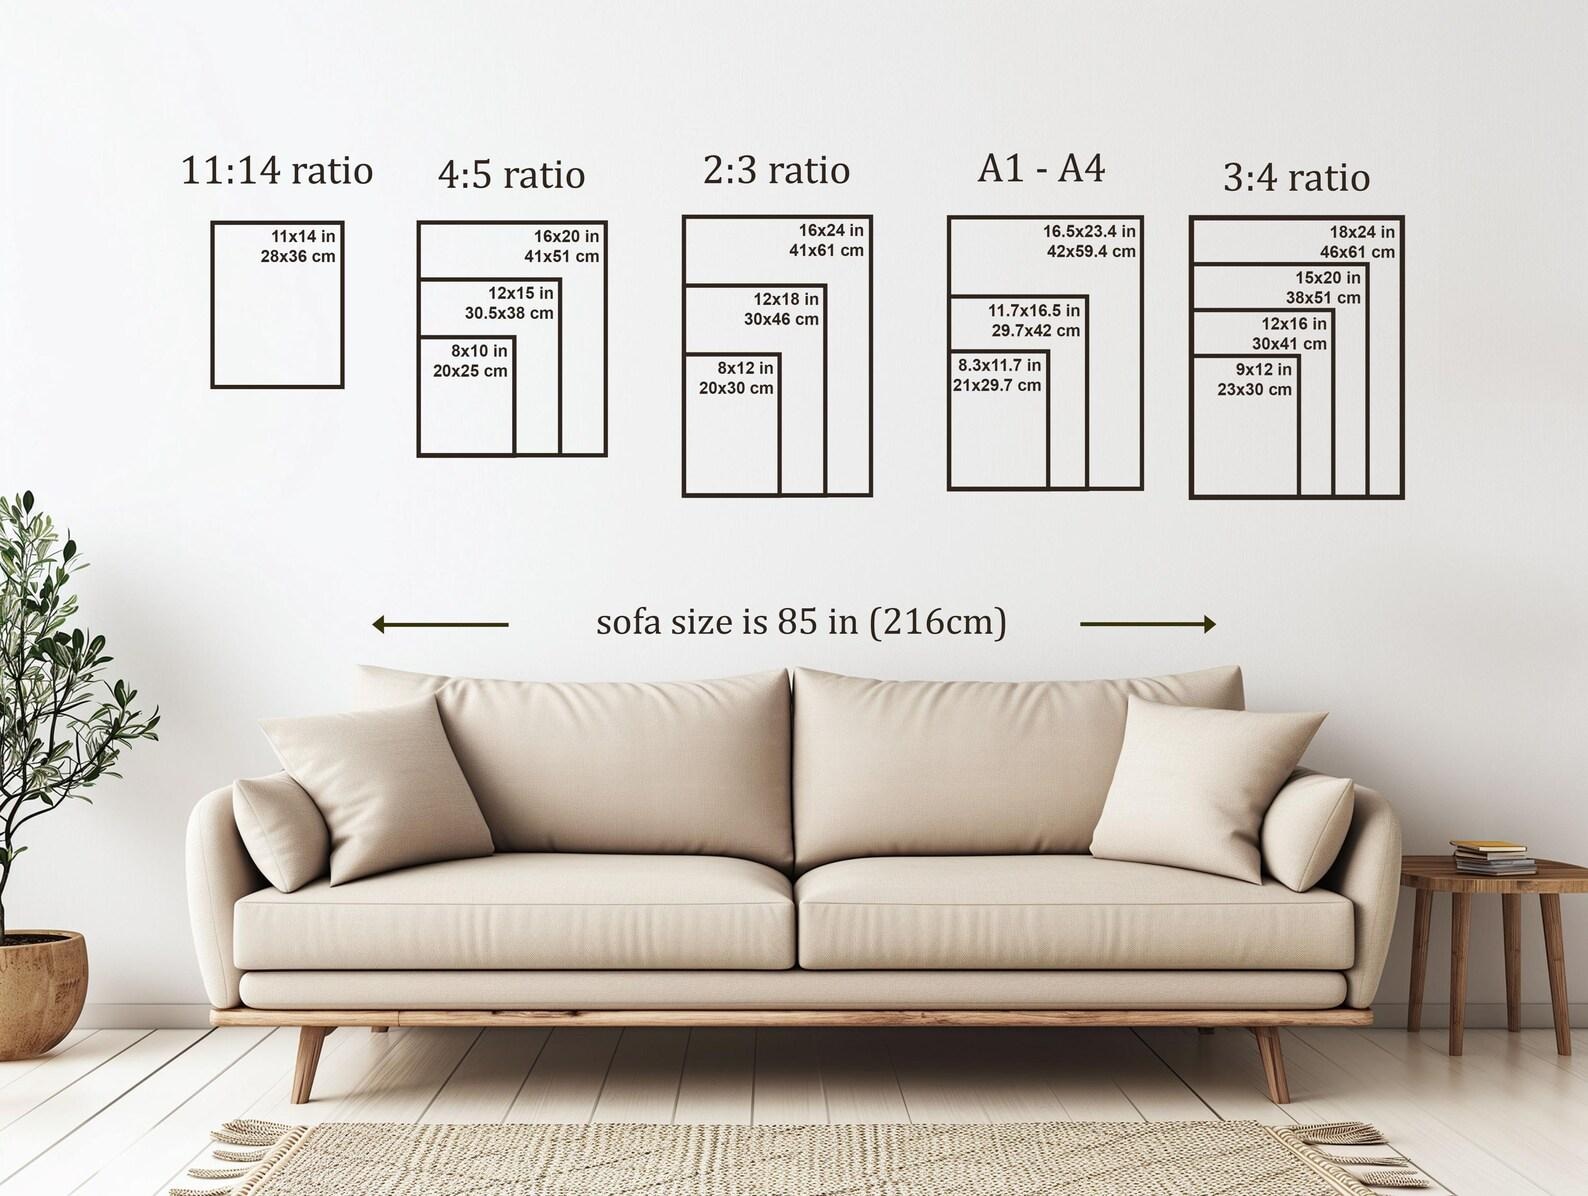 11:14 ratio
11x14 in
28x36 cm
4:5 ratio
16x20 in
41x51 cm
12x15 in
30.5x38 cm
8x10 in
20x25 cm
2:3 ratio
16x24 in
41x61 cm
12x18 in
30x46 cm
8x12 in
20x30 cm
A1 - A4
16.5x23.4 in
42x59.4 cm
11.7x16.5 in
29.7x42 cm
8.3x11.7 in
21x29.7 cm
3:4 ratio
18x24 in
46x61 cm
15x20 in
38x51 cm
12x16 in
30x41 cm
9x12 in
23x30 cm
sofa size is 85 in (216cm)